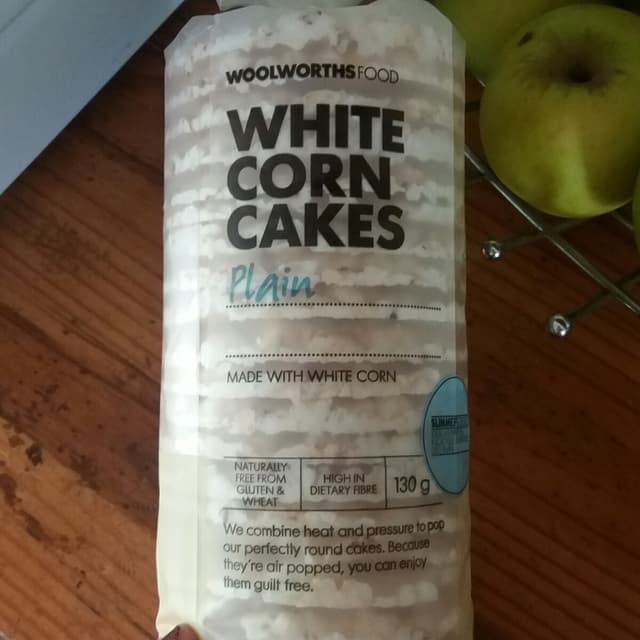 WOOLWORTHS FOOD
WHITE
CORN
CAKES
Plain
MADE WITH WHITE CORN
NATURALLY
FREE FROM
GLUTEN &
WHEAT
HIGH IN
DIETARY FIBRE
130 g
We combine heat and pressure to pop
our perfectly round cakes. Because
they're air popped, you can enjoy
them guilt free.